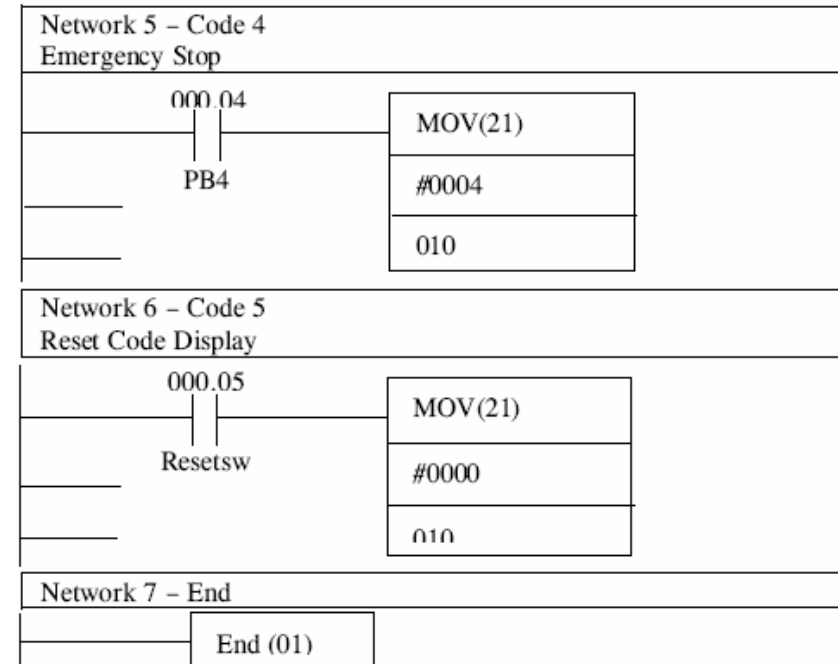 Network 5 – Code 4
Emergency Stop
000.04
MOV(21)
PB4
#0004
010
Network 6 – Code 5
Reset Code Display
000.05
MOV(21)
Resetsw
#0000
010
Network 7 – End
End (01)